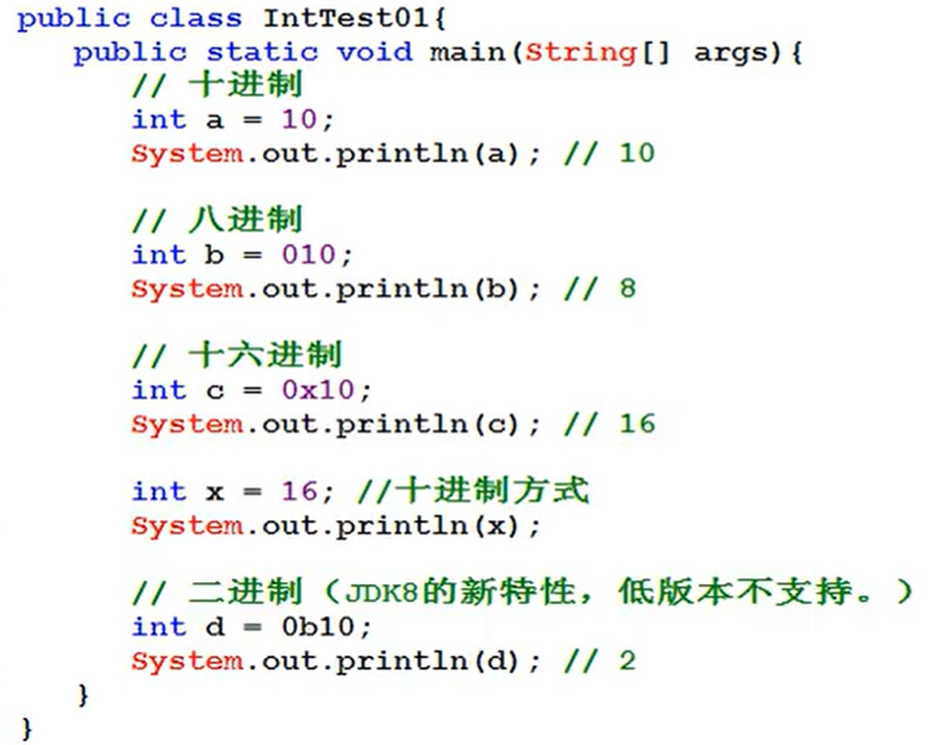 public class IntTest01{
public static void main(String[] args){
// 十进制
int a = 10;
System.out.println(a); // 10
// 八进制
int b = 010;
System.out.println(b); // 8
// 十六进制
int c = 0x10;
System.out.println(c); // 16
int x = 16; //十进制方式
System.out.println(x);
// 二进制（JDK8的新特性，低版本不支持。）
int d = 0b10;
System.out.println(d); // 2
}
}